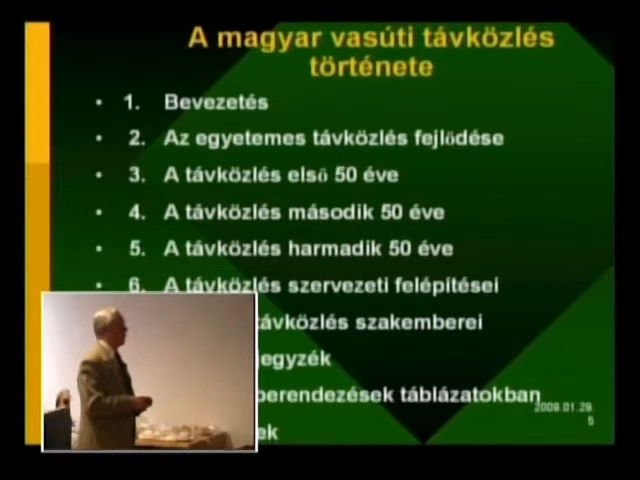 A magyar vasúti távközlés
története
• 1. Bevezetés
• 2. Az egyetemes távközlés fejlődése
• 3. A távközlés első 50 éve
• 4. A távközlés második 50 éve
• 5. A távközlés harmadik 50 éve
• 6. A távközlés szervezeti felépítései
távközlés szakemberei
egyzék
berendezések táblázatokban
2009.01.29.
5
ek